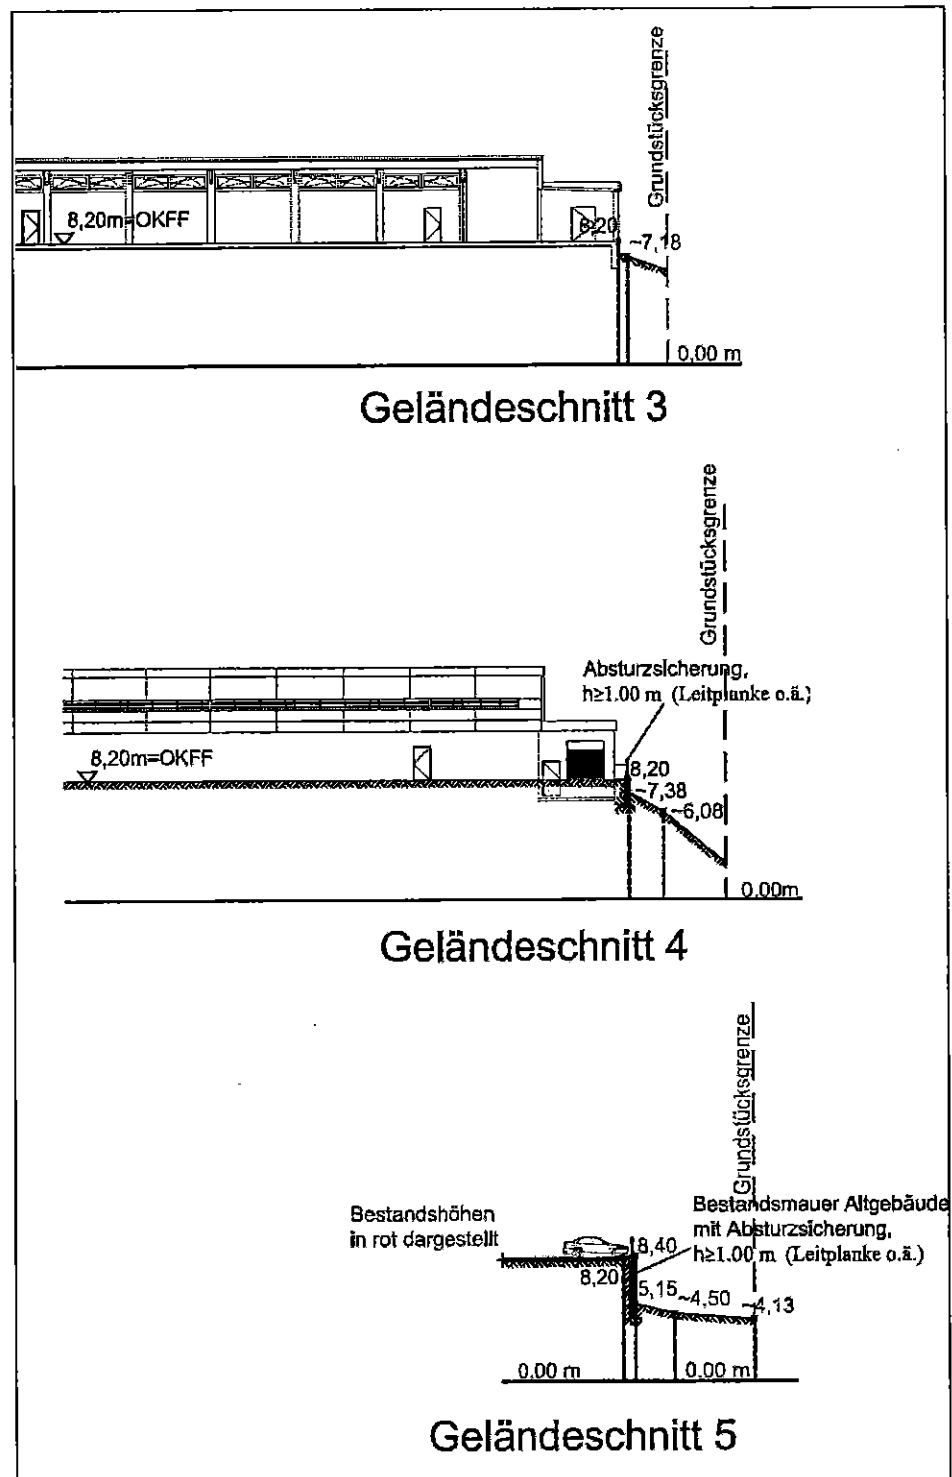 Grundstücksgrenze
8,20m=OKFF
8,20
~7,18
0,00 m
Geländeschnitt 3
Grundstücksgrenze
Absturzsicherung,
h≥1.00 m (Leitplanke o.ä.)
8,20m=OKFF
8,20
~7,38
~6,08
0,00m
Geländeschnitt 4
Grundstücksgrenze
Bestandshöhen
in rot dargestellt
Bestandsmauer Altgebäude
mit Absturzsicherung,
h≥1.00 m (Leitplanke o.ä.)
8,40
8,20
5,15
~4,50
~4,13
0,00 m
0,00 m
Geländeschnitt 5